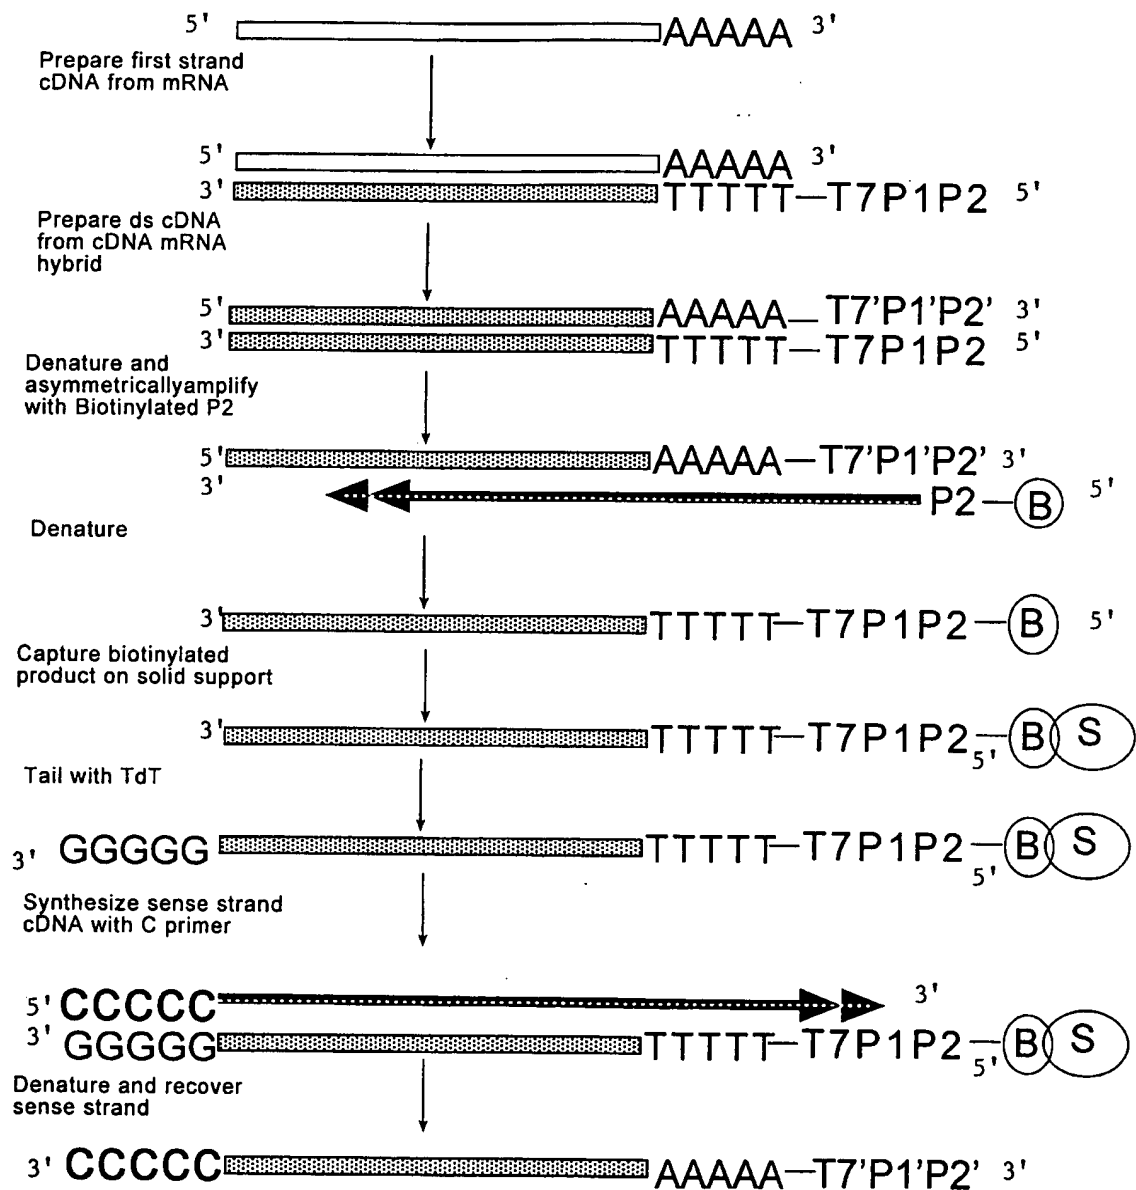 5' AAAAA 3'
Prepare first strand
cDNA from mRNA
5' AAAAA 3'
3' TTTTT—T7P1P2 5'
Prepare ds cDNA
from cDNA mRNA
hybrid
5' AAAAA— T7'P1'P2' 3'
3' TTTTT—T7P1P2 5'
Denature and
asymmetricallyamplify
with Biotinylated P2
5' AAAAA—T7'P1'P2' 3'
3' P2—B 5'
Denature
3' TTTTT—T7P1P2—B 5'
Capture biotinylated
product on solid support
3' TTTTT—T7P1P2—B S
5'
Tail with TdT
3' GGGGG TTTTT—T7P1P2—B S
5'
Synthesize sense strand
cDNA with C primer
5' CCCCC 3'
3' GGGGG TTTTT—T7P1P2—B S
5'
Denature and recover
sense strand
3' CCCCC AAAAA—T7'P1'P2' 3'